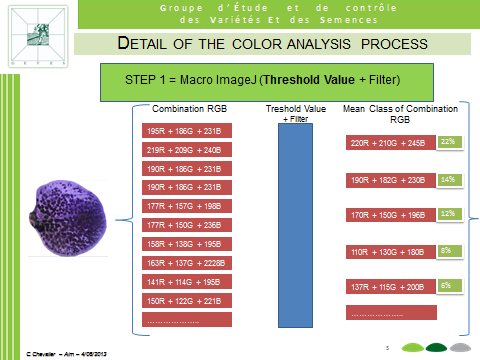 Groupe d'Étude et de contrôle
des Variétés Et des Semences
G E V E S
DETAIL OF THE COLOR ANALYSIS PROCESS
STEP 1 = Macro ImageJ (Threshold Value + Filter)
Combination RGB
195R + 186G + 231B
219R + 209G + 240B
190R + 186G + 231B
190R + 186G + 231B
177R + 157G + 198B
177R + 150G + 236B
158R + 138G + 195B
163R + 137G + 2228B
141R + 114G + 195B
150R + 122G + 221B
………………..
Treshold Value
+ Filter
Mean Class of Combination
RGB
220R + 210G + 245B 22%
190R + 182G + 230B 14%
170R + 150G + 196B 12%
110R + 130G + 180B 8%
137R + 115G + 200B 6%
………………..
C Chevalier – Aim – 4/06/2013